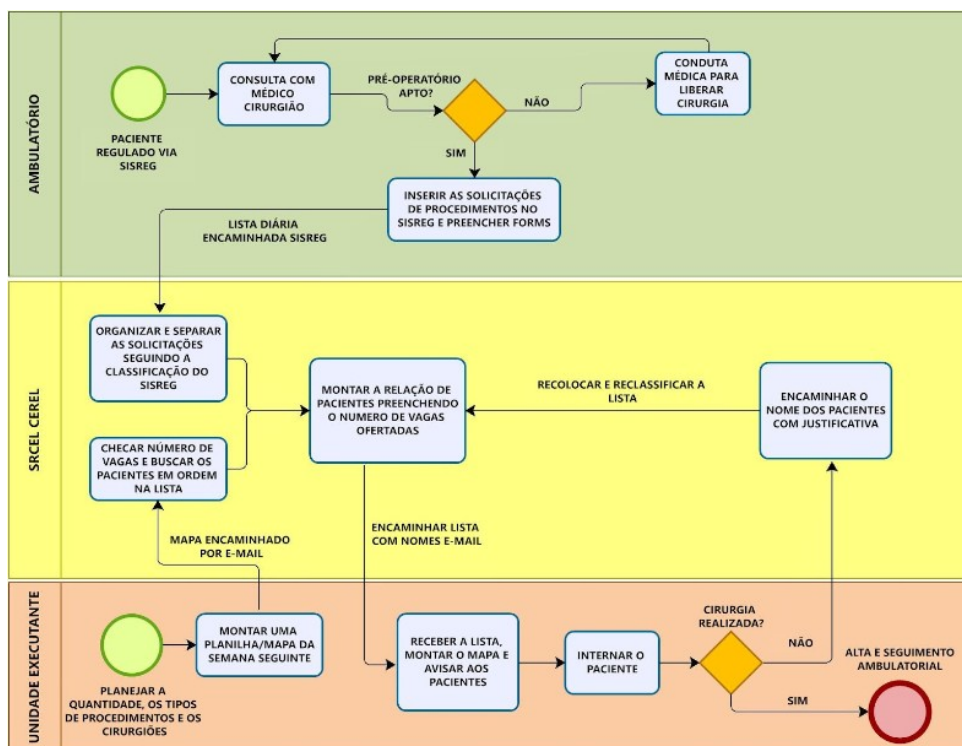 AMBULATÓRIO
PACIENTE
REGULADO VIA
SISREG
CONSULTA COM
MÉDICO
CIRURGIÃO
PRÉ-OPERATÓRIO
APTO?
NÃO
CONDUTA
MÉDICA PARA
LIBERAR
CIRURGIA
SIM
INSERIR AS SOLICITAÇÕES
DE PROCEDIMENTOS NO
SISREG E PREENCHER FORMS
LISTA DIÁRIA
ENCAMINHADA SISREG
SRCEL CEREL
ORGANIZAR E SEPARAR
AS SOLICITAÇÕES
SEGUINDO A
CLASSIFICAÇÃO DO
SISREG
CHECAR NÚMERO DE
VAGAS E BUSCAR OS
PACIENTES EM ORDEM
NA LISTA
MONTAR A RELAÇÃO DE
PACIENTES PREENCHENDO
O NUMERO DE VAGAS
OFERTADAS
RECOLOCAR E RECLASSIFICAR A
LISTA
ENCAMINHAR O
NOME DOS PACIENTES
COM JUSTIFICATIVA
MAPA ENCAMINHADO
POR E-MAIL
ENCAMINHAR LISTA
COM NOMES E-MAIL
UNIDADE EXECUTANTE
PLANEJAR A
QUANTIDADE, OS TIPOS
DE PROCEDIMENTOS E OS
CIRURGIÕES
MONTAR UMA
PLANILHA/MAPA DA
SEMANA SEGUINTE
RECEBER A LISTA,
MONTAR O MAPA E
AVISAR AOS
PACIENTES
INTERNAR O
PACIENTE
CIRURGIA
REALIZADA?
NÃO
SIM
ALTA E SEGUIMENTO
AMBULATORIAL